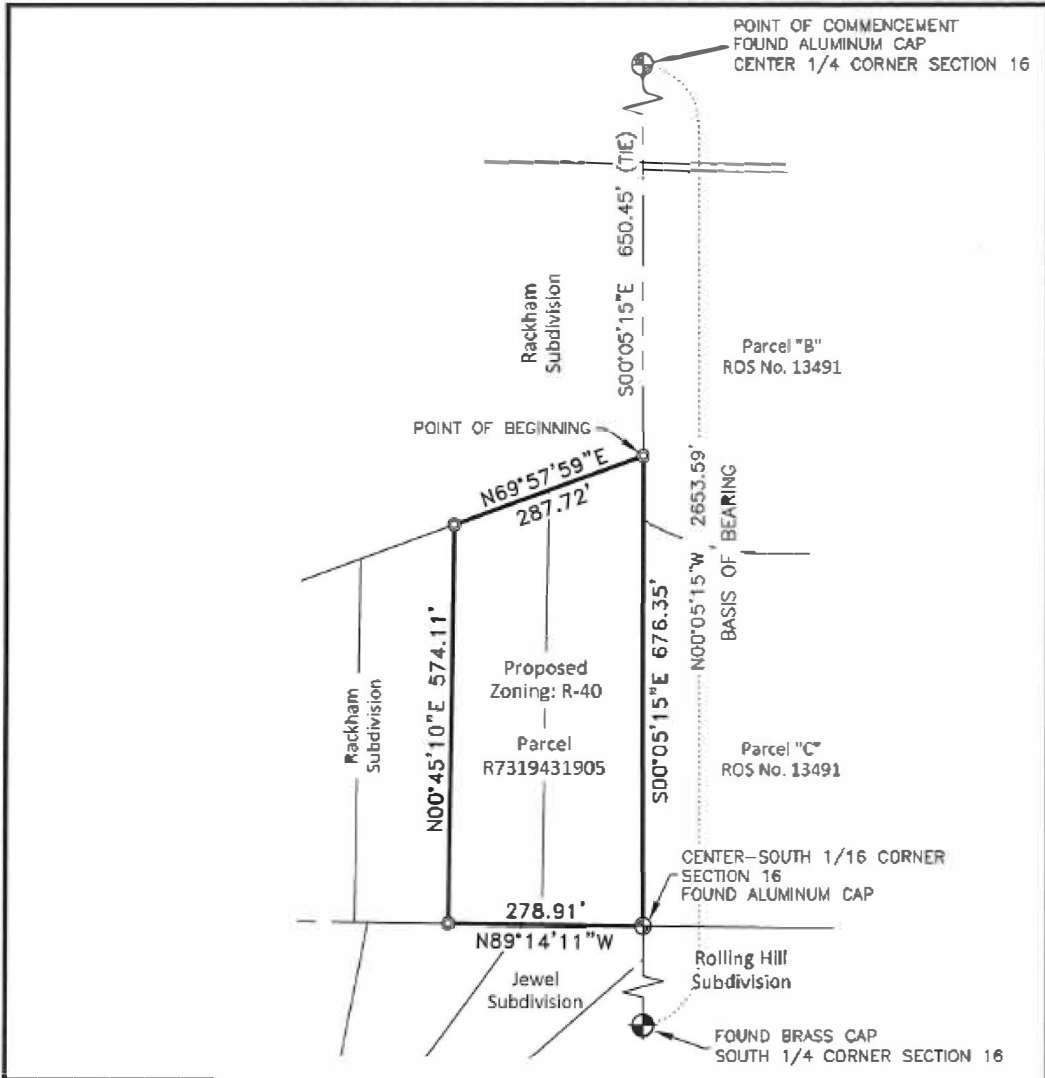 POINT OF COMMENCEMENT
FOUND ALUMINUM CAP
CENTER 1/4 CORNER SECTION 16
S00°05'15"E 650.45' (TIE)
Rackham
Subdivision
Parcel "B"
ROS No. 13491
POINT OF BEGINNING
N69°57'59"E
287.72'
N00°05'15"W 2653.59'
BASIS OF BEARING
Rackham
Subdivision
N00°45'10"E 574.11'
Proposed
Zoning: R-40
Parcel
R7319431905
S00°05'15"E 676.35'
Parcel "C"
ROS No. 13491
CENTER-SOUTH 1/16 CORNER
SECTION 16
FOUND ALUMINUM CAP
278.91'
N89°14'11"W
Jewel
Subdivision
Rolling Hill
Subdivision
FOUND BRASS CAP
SOUTH 1/4 CORNER SECTION 16